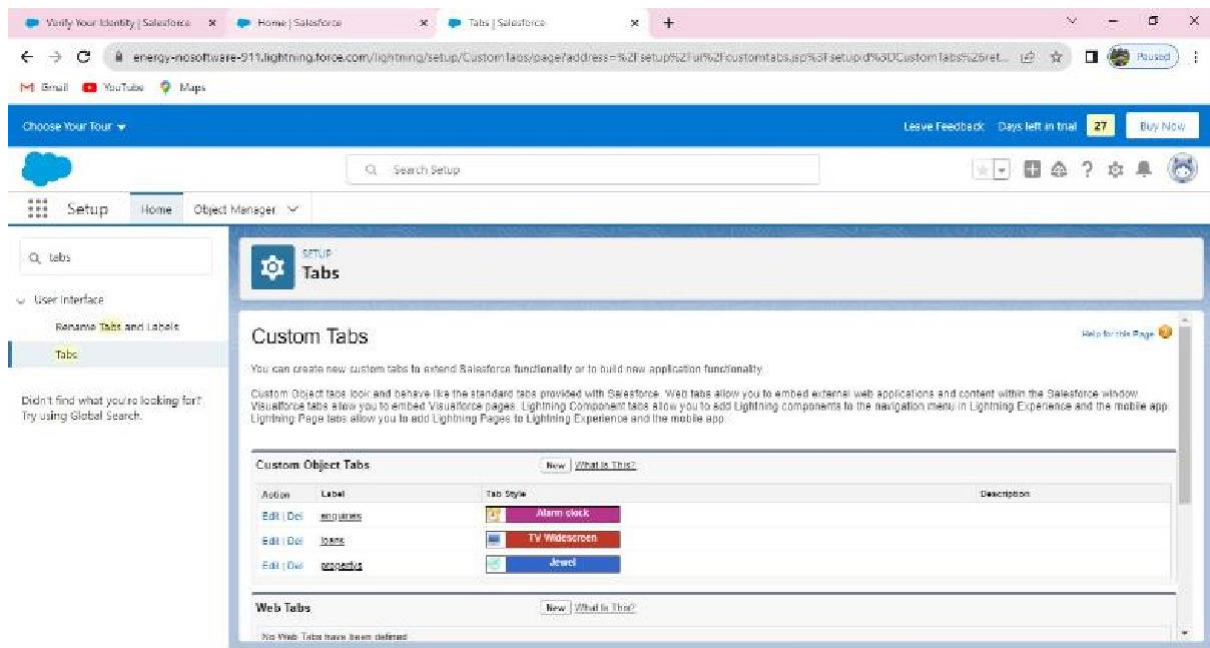 Verify Your Identity | Salesforce
Home | Salesforce
Tabs | Salesforce
energy-nosoftware-911.lightning.force.com/lightning/setup/CustomTabs/page?address=%2Fsetup%2Fui%2Fcustomtabs.jsp%3Fsetupid%3DCustomTabs%26ret...
Paused
Gmail YouTube Maps
Choose Your Tour
Leave Feedback Days left in trial 27 Buy Now
Search Setup
Setup Home Object Manager
tabs
User Interface
Rename Tabs and Labels
Tabs
Didn't find what you're looking for?
Try using Global Search.
SETUP
Tabs
Custom Tabs
Help for this Page
You can create new custom tabs to extend Salesforce functionality or to build new application functionality.
Custom Object tabs look and behave like the standard tabs provided with Salesforce. Web tabs allow you to embed external web applications and content within the Salesforce window.
Visualforce tabs allow you to embed Visualforce pages. Lightning Component tabs allow you to add Lightning components to the navigation menu in Lightning Experience and the mobile app.
Lightning Page tabs allow you to add Lightning Pages to Lightning Experience and the mobile app.
Custom Object Tabs New What Is This?
Action Label Tab Style Description
Edit | Del enquiries Alarm clock
Edit | Del loans TV Widescreen
Edit | Del propertys Jewel
Web Tabs New What Is This?
No Web Tabs have been defined